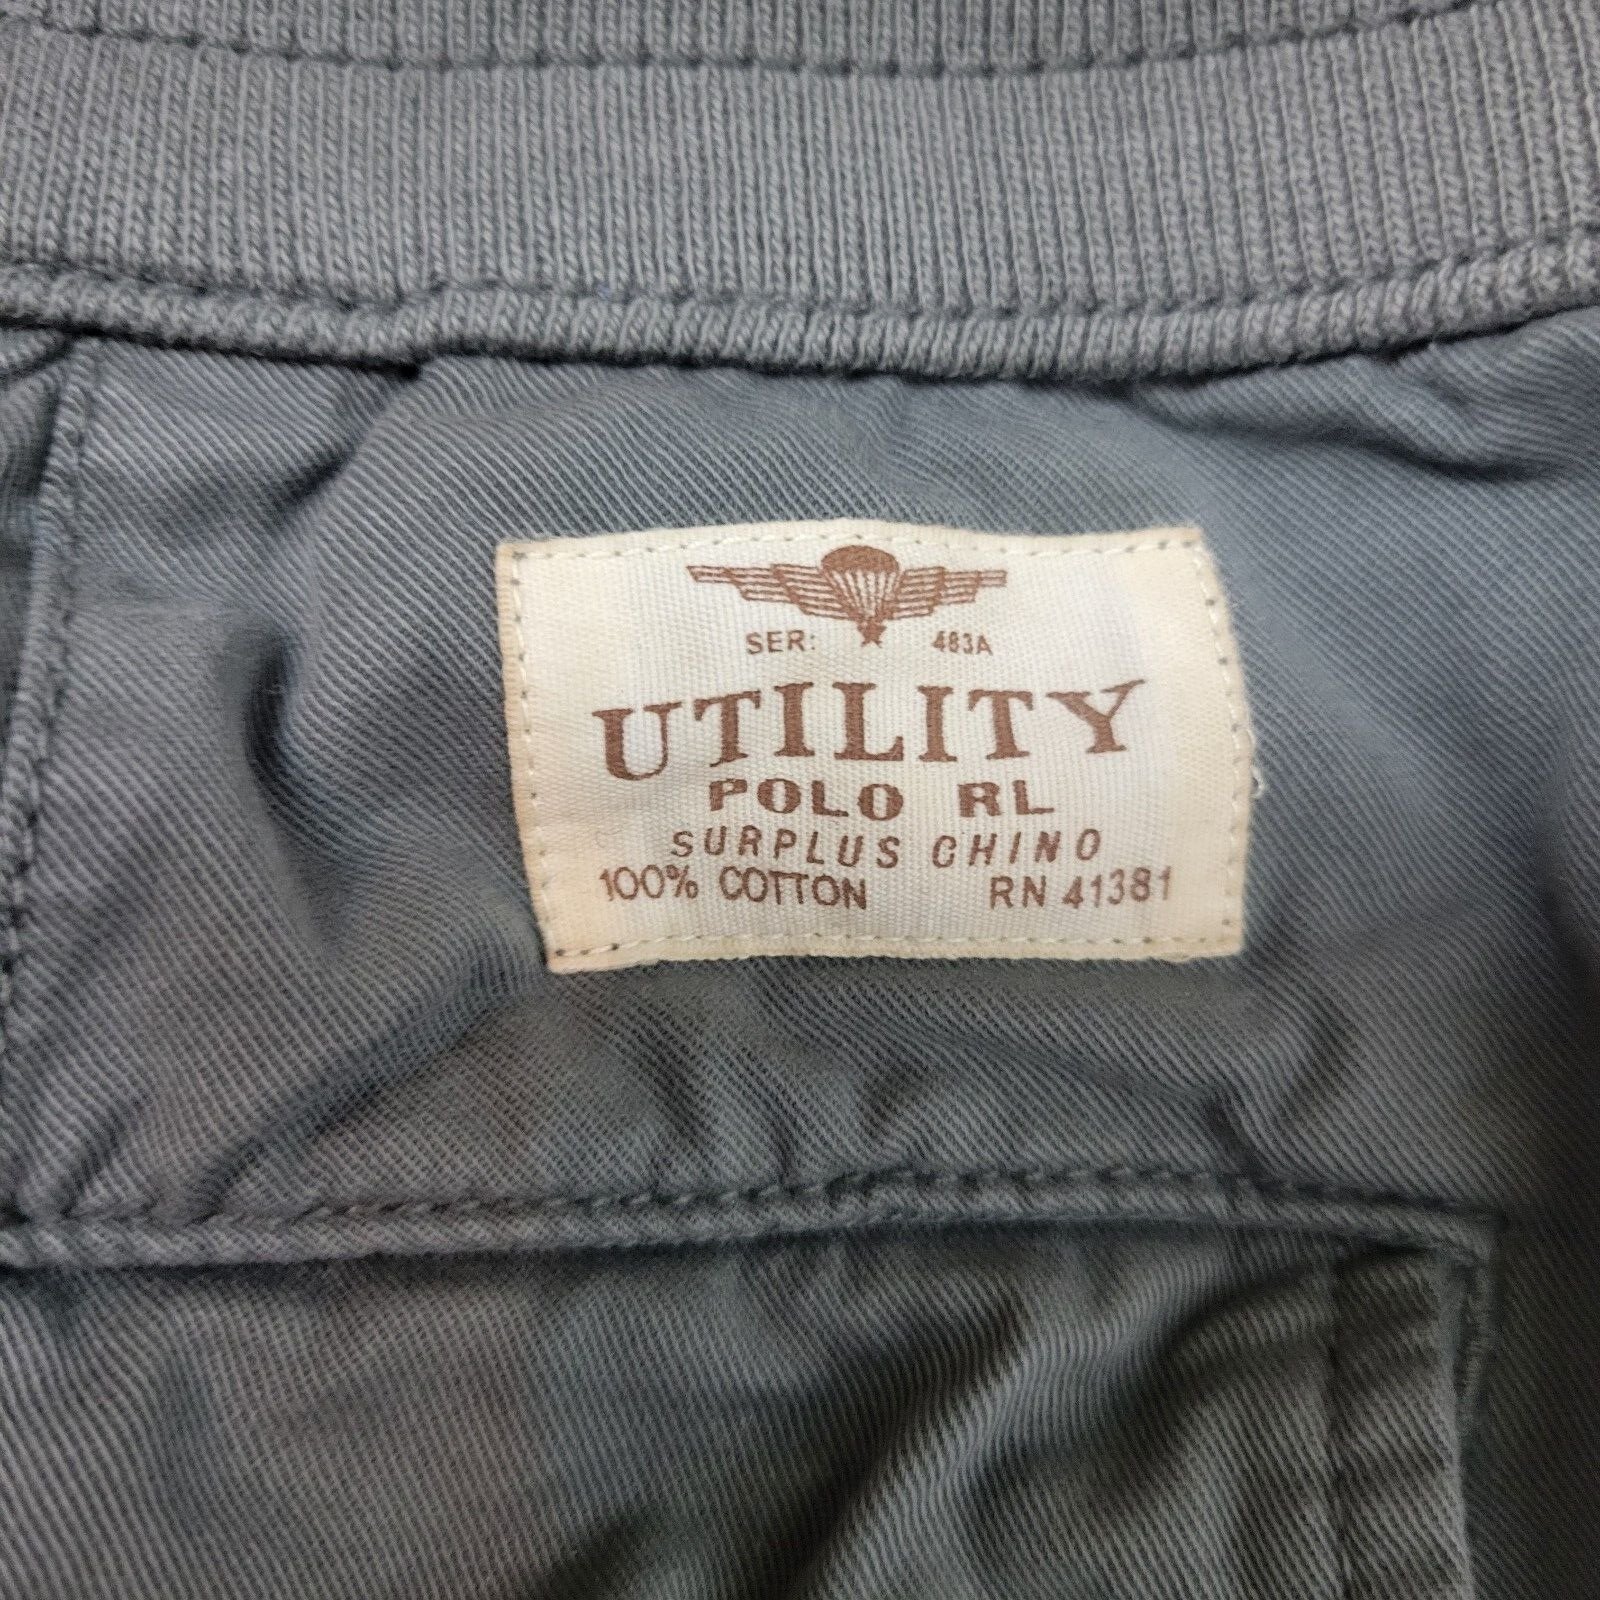 SER: 483A
UTILITY
POLO RL
SURPLUS CHINO
100% COTTON RN 41381